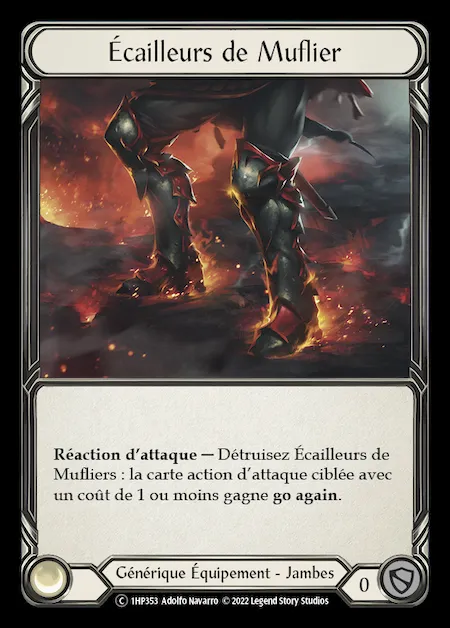 Écailleurs de Muflier
Réaction d'attaque — Détruisez Écailleurs de
Mufliers : la carte action d'attaque ciblée avec
un coût de 1 ou moins gagne go again.
Générique Équipement - Jambes
0
C 1HP353 Adolfo Navarro © 2022 Legend Story Studios